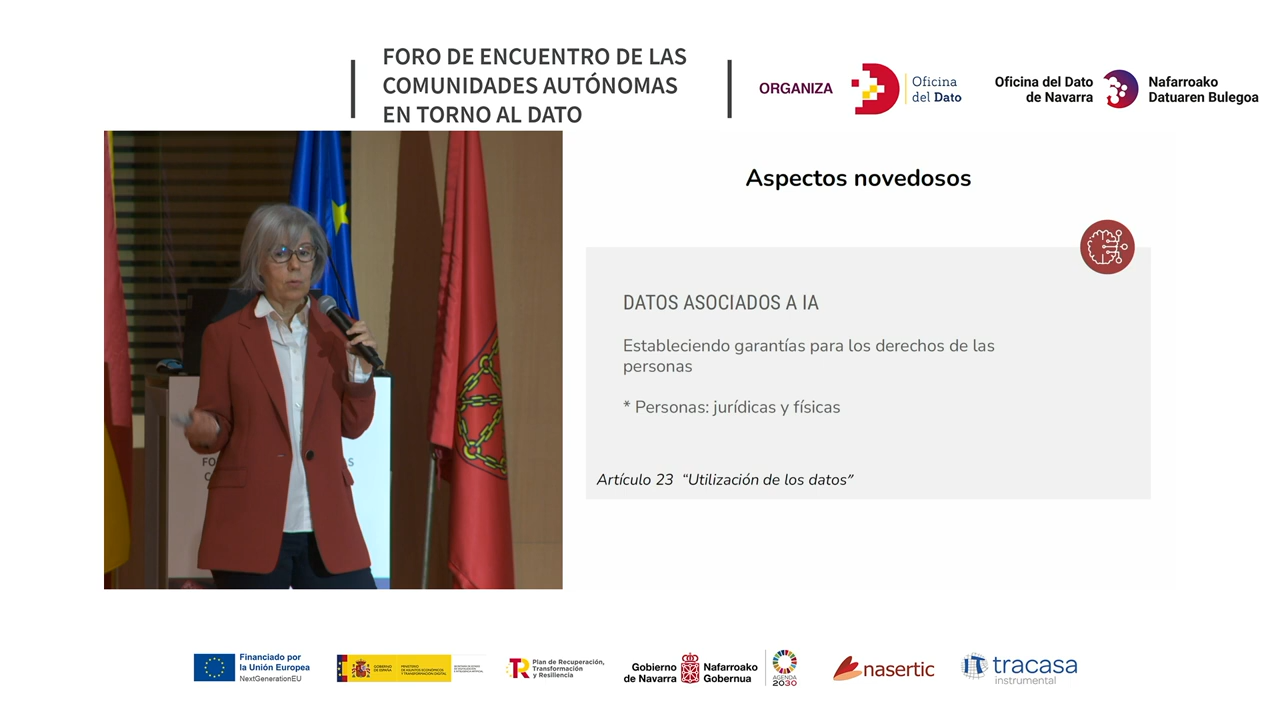 FORO DE ENCUENTRO DE LAS
COMUNIDADES AUTÓNOMAS
EN TORNO AL DATO
ORGANIZA
Oficina
del Dato
Oficina del Dato
de Navarra
Nafarroako
Datuaren Bulegoa
Aspectos novedosos
DATOS ASOCIADOS A IA
Estableciendo garantías para los derechos de las
personas
* Personas: jurídicas y físicas
Artículo 23 “Utilización de los datos”
Financiado por
la Unión Europea
NextGenerationEU
GOBIERNO
DE ESPAÑA
Plan de Recuperación,
Transformación
y Resiliencia
Gobierno
de Navarra
Nafarroako
Gobernua
AGENDA
2030
nasertic
tracasa
instrumental